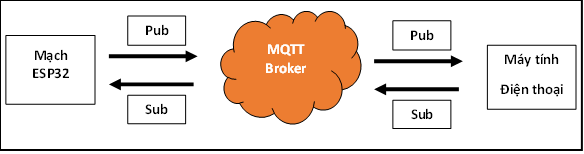 Pub
Pub
Mạch
ESP32
MQTT
Broker
Máy tính
Điện thoại
Sub
Sub